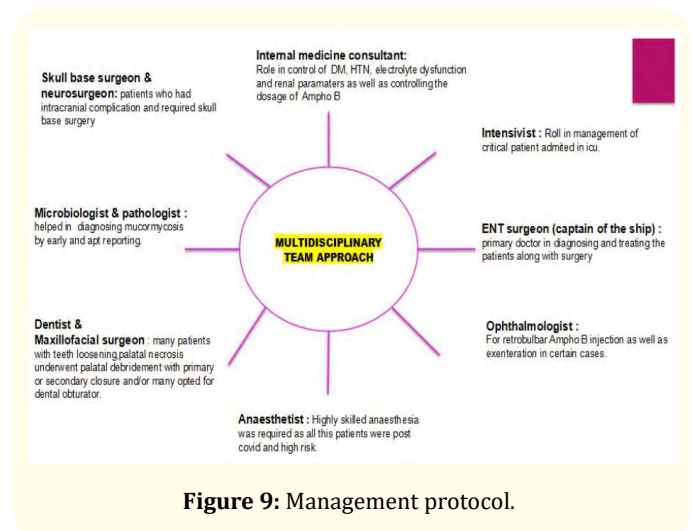 Internal medicine consultant:
Role in control of DM, HTN, electrolyte dysfunction
and renal paramaters as well as controlling the
dosage of Ampho B
Skull base surgeon &
neurosurgeon: patients who had
intracranial complication and required skull
base surgery
Intensivist : Roll in management of
critical patient admited in icu.
Microbiologist & pathologist :
helped in diagnosing mucormycosis
by early and apt reporting.
MULTIDISCIPLINARY
TEAM APPROACH
ENT surgeon (captain of the ship) :
primary doctor in diagnosing and treating the
patients along with surgery
Dentist &
Maxillofacial surgeon : many patients
with teeth loosening,palatal necrosis
underwent palatal debridement with primary
or secondary closure and/or many opted for
dental obturator.
Ophthalmologist :
For retrobulbar Ampho B injection as well as
exenteration in certain cases.
Anaesthetist : Highly skilled anaesthesia
was required as all this patients were post
covid and high risk.
Figure 9: Management protocol.